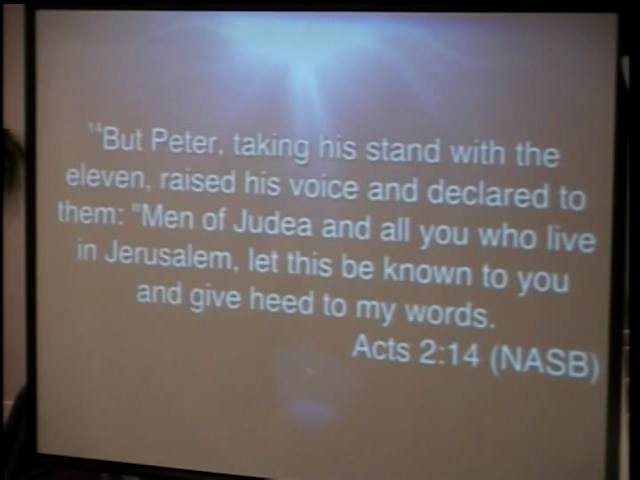 ¹⁴But Peter, taking his stand with the
eleven, raised his voice and declared to
them: "Men of Judea and all you who live
in Jerusalem, let this be known to you
and give heed to my words.
Acts 2:14 (NASB)